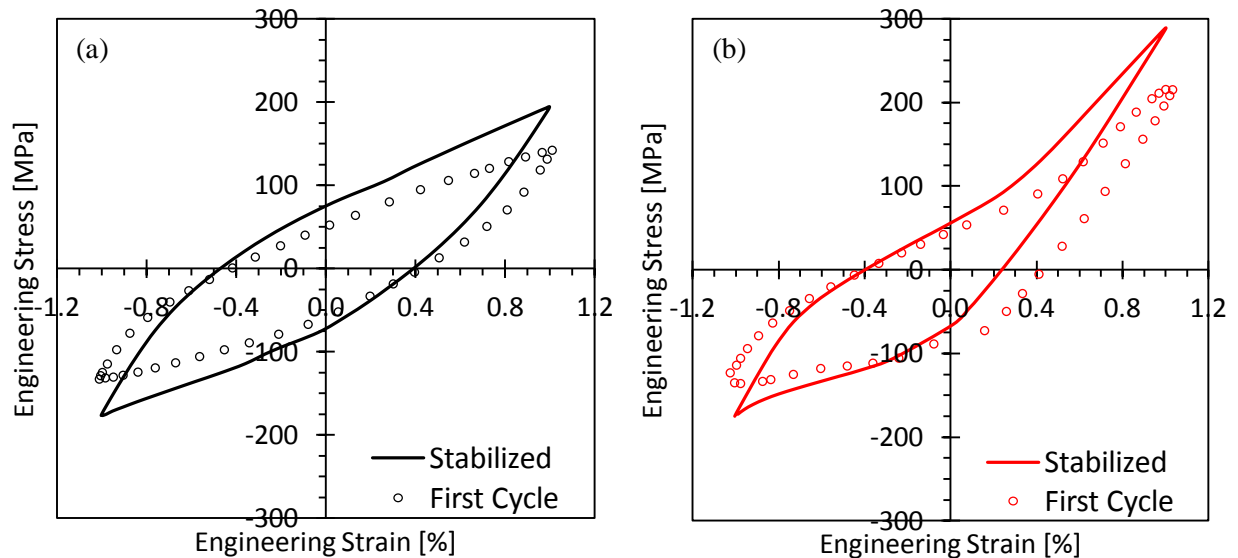 (a)
Engineering Stress [MPa]
300
200
100
0
-100
-200
-300
-1.2 -0.8 -0.4 0.0 0.4 0.8 1.2
Stabilized
First Cycle
Engineering Strain [%]
(b)
Engineering Stress [MPa]
300
200
100
0
-100
-200
-300
-1.2 -0.8 -0.4 0.0 0.4 0.8 1.2
Stabilized
First Cycle
Engineering Strain [%]